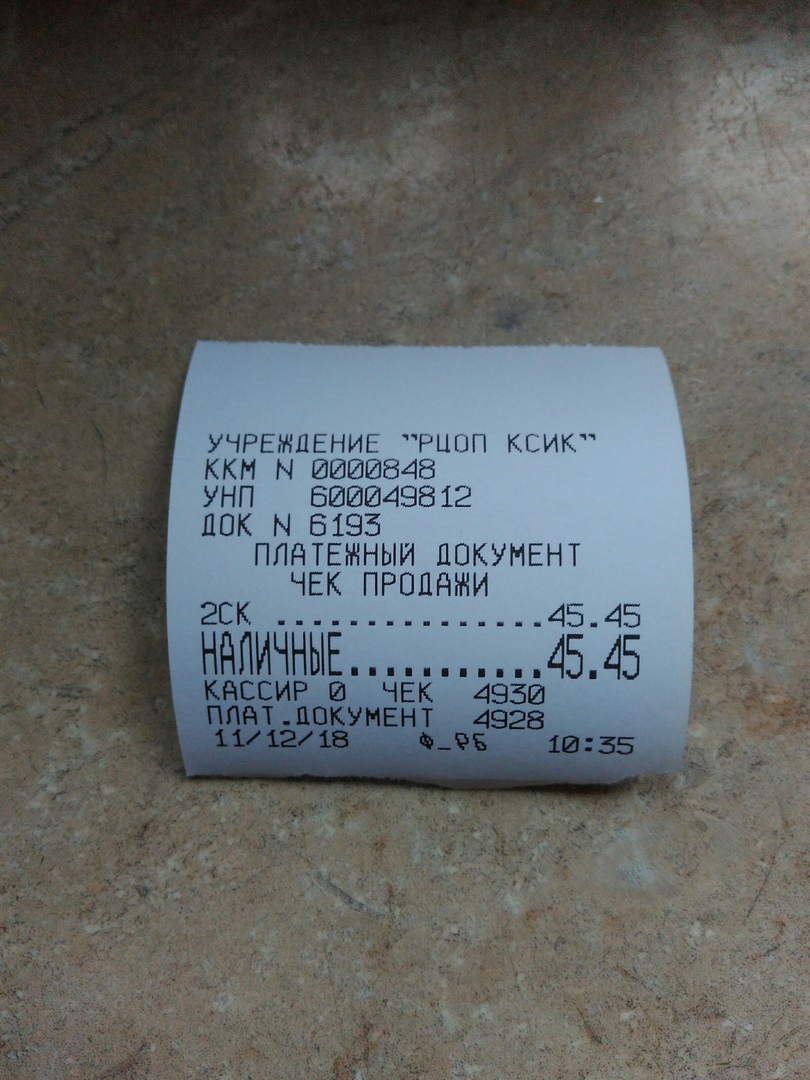 УЧРЕЖДЕНИЕ "РЦОП КСИК"
ККМ N 0000848
УНП 600049812
ДОК N 6193
ПЛАТЕЖНЫЙ ДОКУМЕНТ
ЧЕК ПРОДАЖИ
2СК ...............45.45
НАЛИЧНЫЕ...........45.45
КАССИР 0 ЧЕК 4930
ПЛАТ.ДОКУМЕНТ 4928
11/12/18 Ф_РБ 10:35